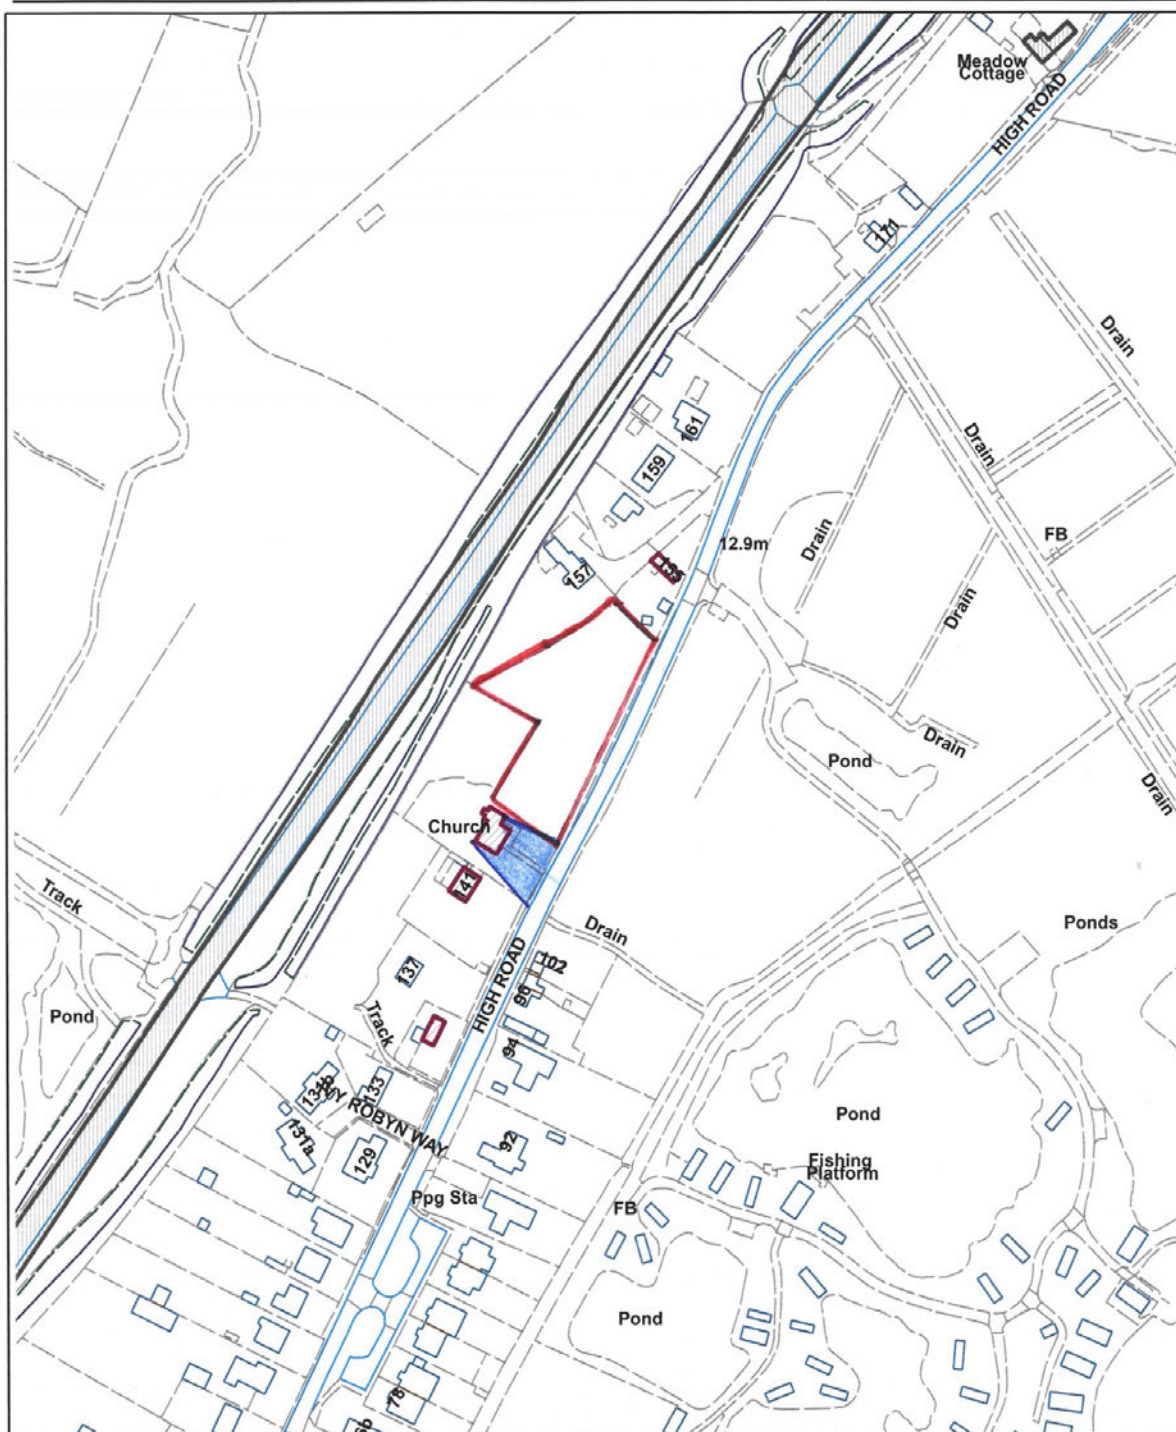 Meadow
Cottage
HIGH ROAD
171
Drain
161
Drain
159
FB
12.9m
Drain
157
Drain
Drain
Pond
Drain
Church
141
Track
Ponds
Drain
102
137
HIGH ROAD
96
Pond
Track
94
131b
133
Pond
131a
92
129
Fishing
Platform
Ppg Sta
FB
Pond
78